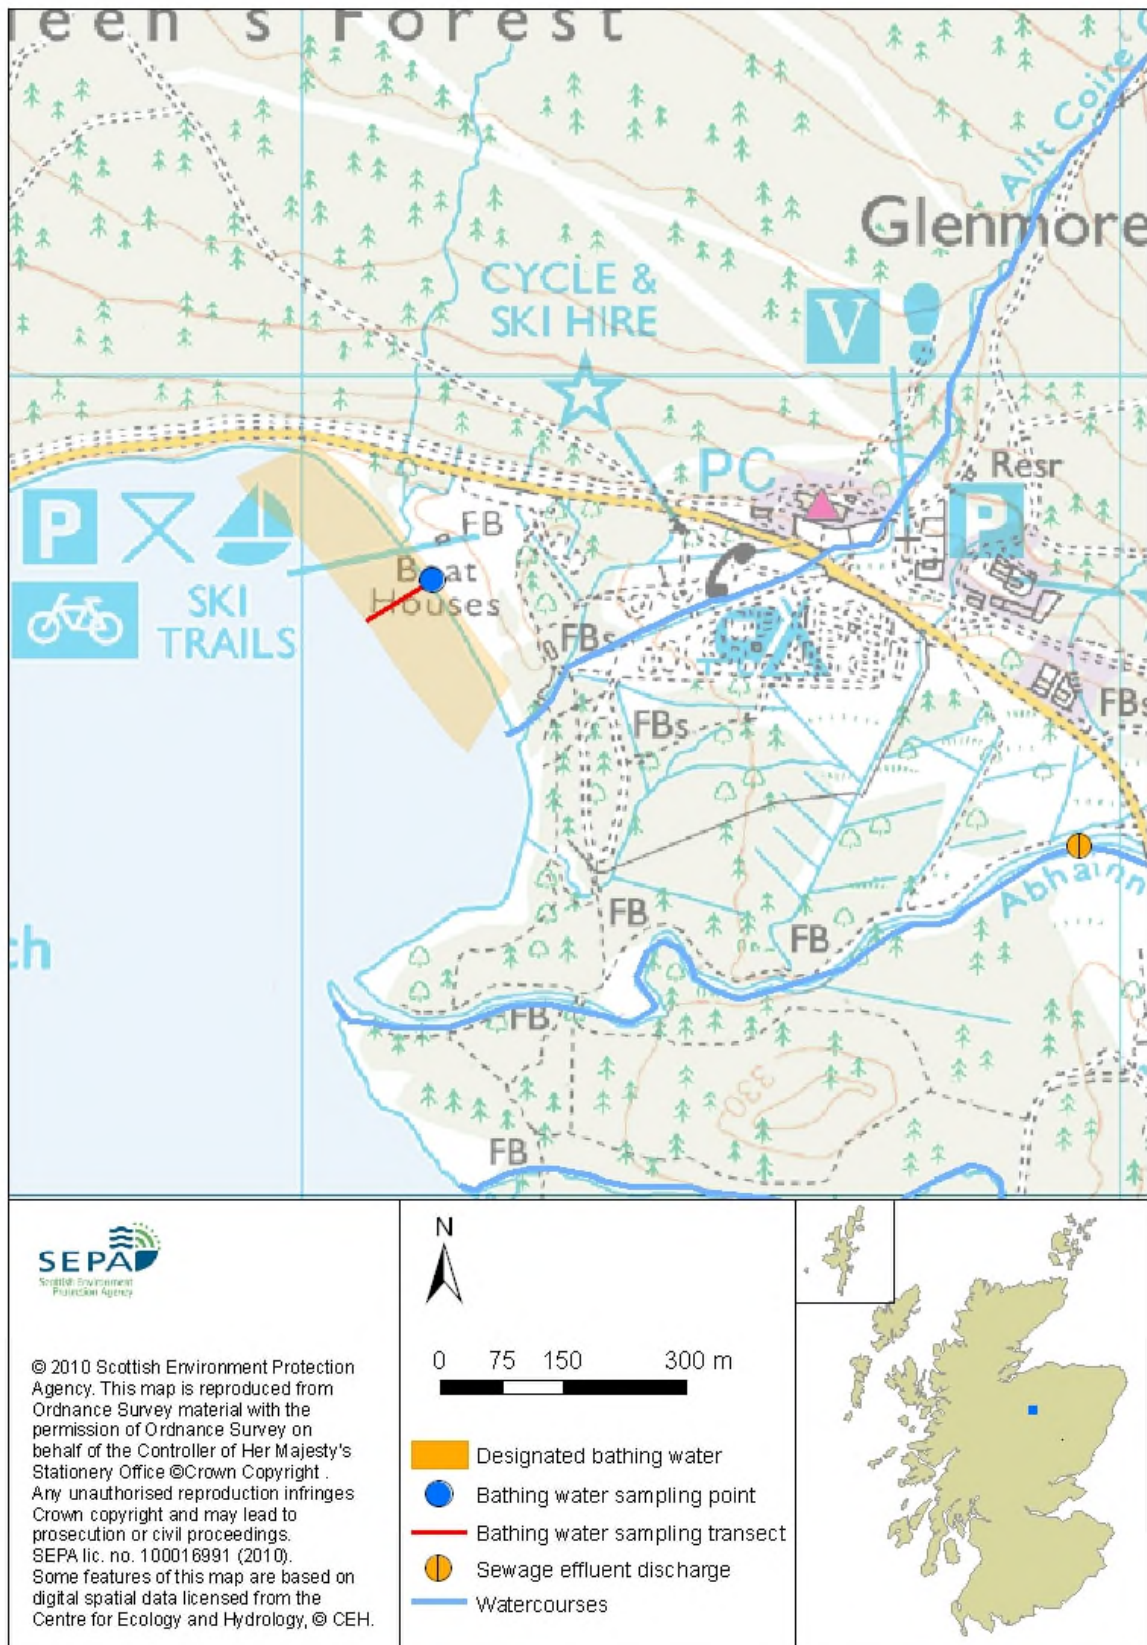 ieen s Forest
Allt Coire
Glenmore
CYCLE &
SKI HIRE
V
PC
Resr
P
P
FB
Boat
Houses
SKI
TRAILS
FBs
FBs
FBs
Abhainn
FB
FB
ch
FB
330
FB
SEPA
Scottish Environment
Protection Agency
© 2010 Scottish Environment Protection
Agency. This map is reproduced from
Ordnance Survey material with the
permission of Ordnance Survey on
behalf of the Controller of Her Majesty's
Stationery Office ©Crown Copyright .
Any unauthorised reproduction infringes
Crown copyright and may lead to
prosecution or civil proceedings.
SEPA lic. no. 100016991 (2010).
Some features of this map are based on
digital spatial data licensed from the
Centre for Ecology and Hydrology, © CEH.
N
0 75 150 300 m
Designated bathing water
Bathing water sampling point
Bathing water sampling transect
Sewage effluent discharge
Watercourses